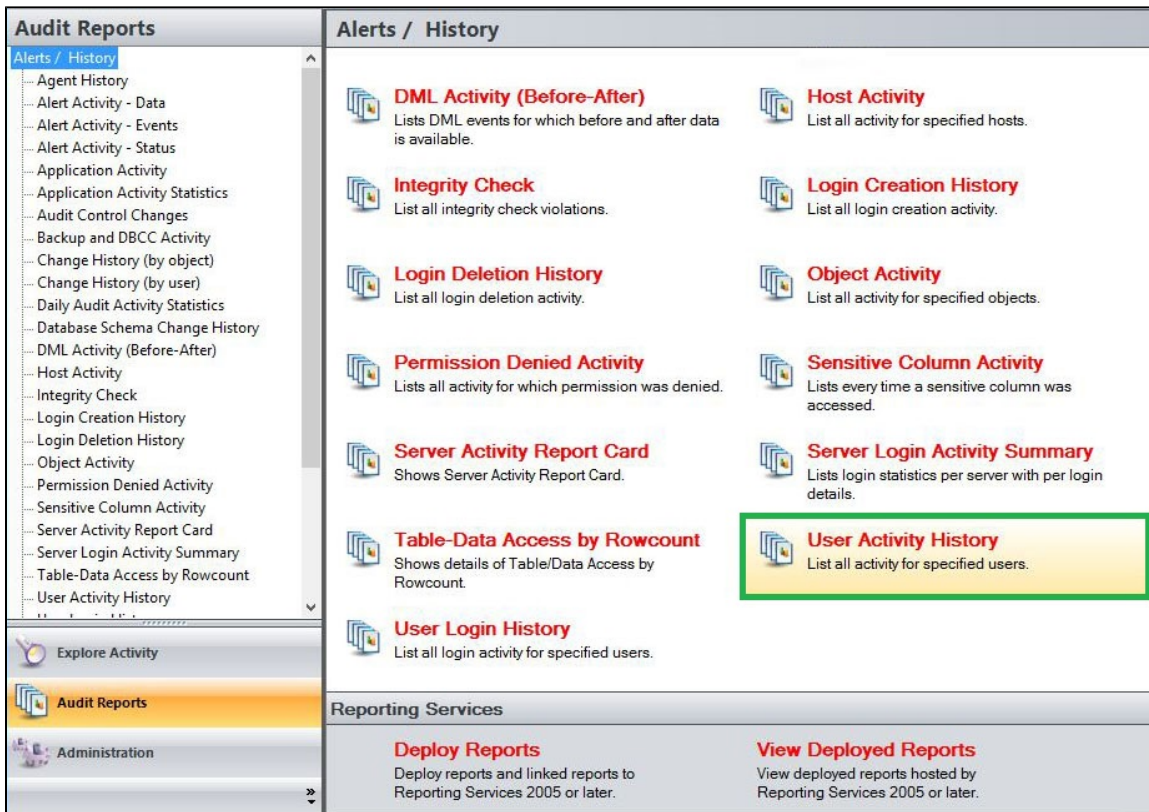 Audit Reports
Alerts / History
Agent History
Alert Activity - Data
Alert Activity - Events
Alert Activity - Status
Application Activity
Application Activity Statistics
Audit Control Changes
Backup and DBCC Activity
Change History (by object)
Change History (by user)
Daily Audit Activity Statistics
Database Schema Change History
DML Activity (Before-After)
Host Activity
Integrity Check
Login Creation History
Login Deletion History
Object Activity
Permission Denied Activity
Sensitive Column Activity
Server Activity Report Card
Server Login Activity Summary
Table-Data Access by Rowcount
User Activity History
Explore Activity
Audit Reports
Administration
Alerts / History
DML Activity (Before-After)
Lists DML events for which before and after data
is available.
Host Activity
List all activity for specified hosts.
Integrity Check
List all integrity check violations.
Login Creation History
List all login creation activity.
Login Deletion History
List all login deletion activity.
Object Activity
List all activity for specified objects.
Permission Denied Activity
Lists all activity for which permission was denied.
Sensitive Column Activity
Lists every time a sensitive column was
accessed.
Server Activity Report Card
Shows Server Activity Report Card.
Server Login Activity Summary
Lists login statistics per server with per login
details.
Table-Data Access by Rowcount
Shows details of Table/Data Access by
Rowcount.
User Activity History
List all activity for specified users.
User Login History
List all login activity for specified users.
Reporting Services
Deploy Reports
Deploy reports and linked reports to
Reporting Services 2005 or later.
View Deployed Reports
View deployed reports hosted by
Reporting Services 2005 or later.